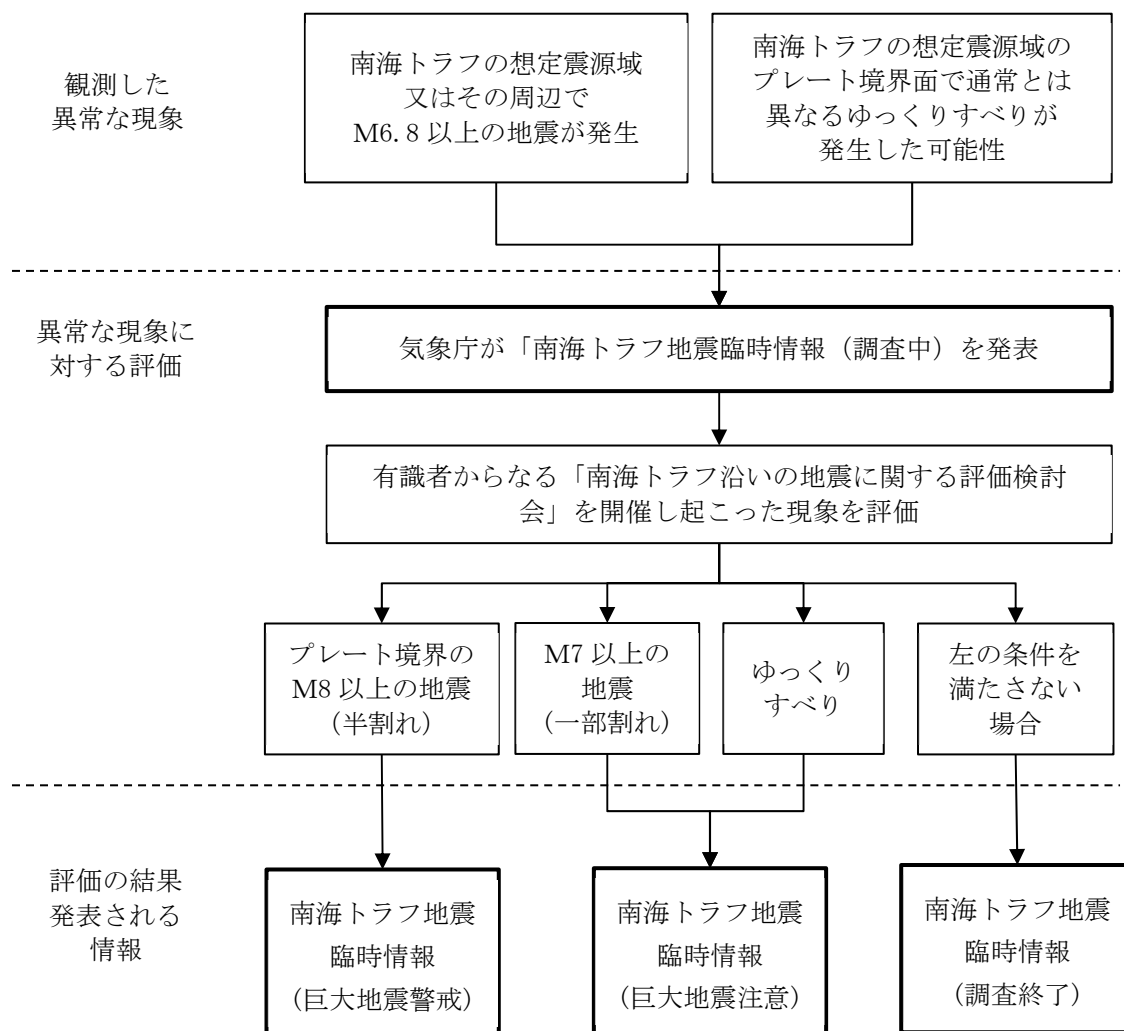 観測した
異常な現象
南海トラフの想定震源域
又はその周辺で
M6.8以上の地震が発生
南海トラフの想定震源域の
プレート境界面で通常とは
異なるゆっくりすべりが
発生した可能性
異常な現象に
対する評価
気象庁が「南海トラフ地震臨時情報（調査中）を発表
有識者からなる「南海トラフ沿いの地震に関する評価検討
会」を開催し起こった現象を評価
プレート境界の
M8以上の地震
（半割れ）
M7以上の
地震
（一部割れ）
ゆっくり
すべり
左の条件を
満たさない
場合
評価の結果
発表される
情報
南海トラフ地震
臨時情報
（巨大地震警戒）
南海トラフ地震
臨時情報
（巨大地震注意）
南海トラフ地震
臨時情報
（調査終了）